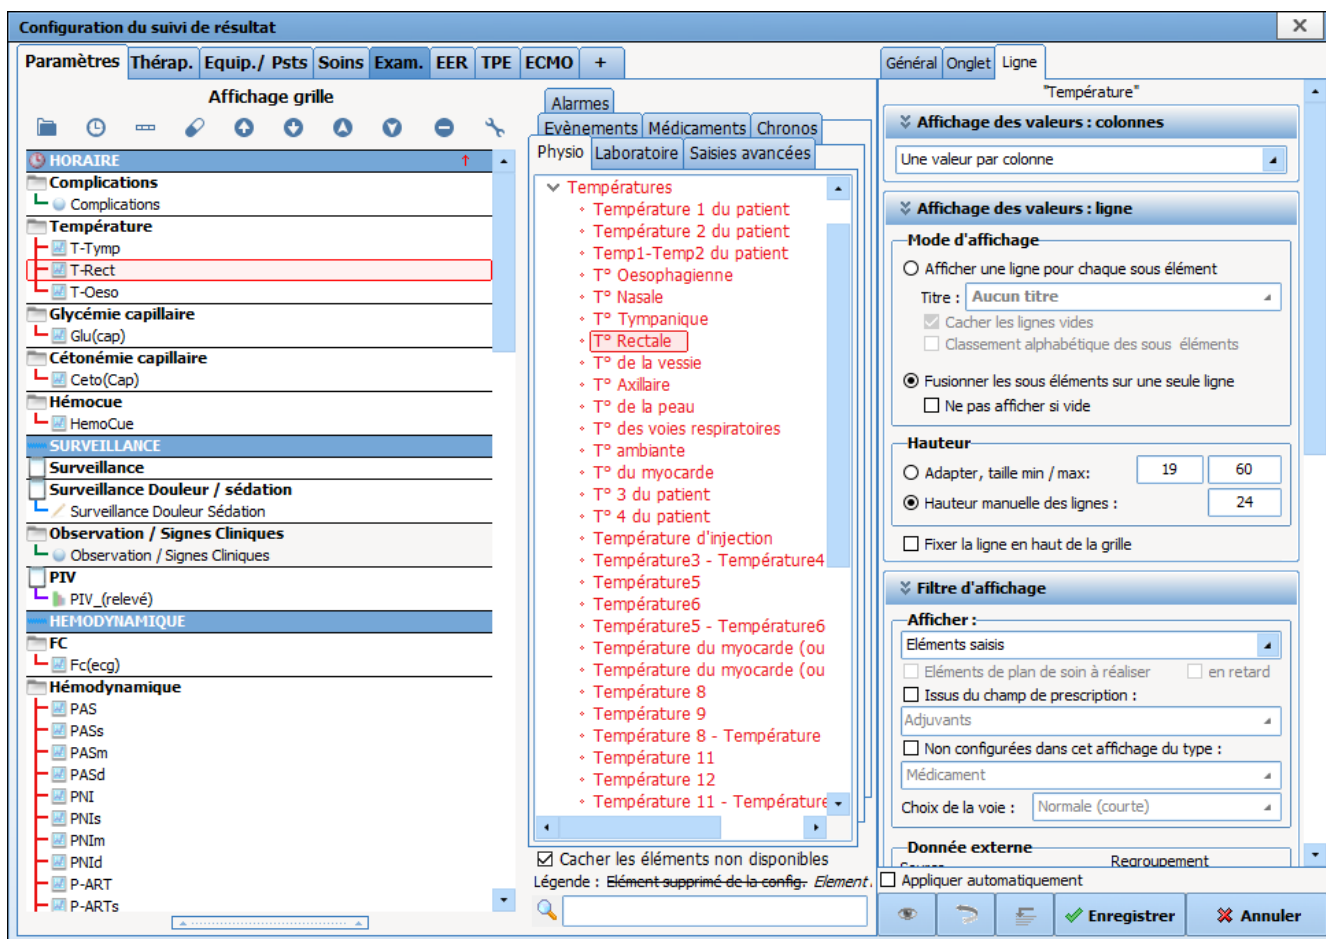 Configuration du suivi de résultat
Paramètres Thérap. Equip./ Psts Soins Exam. EER TPE ECMO +
Affichage grille
HORAIRE
Complications
Complications
Température
T-Tymp
T-Rect
T-Oeso
Glycémie capillaire
Glu(cap)
Cétonémie capillaire
Ceto(Cap)
Hémocue
HemoCue
SURVEILLANCE
Surveillance
Surveillance Douleur / sédation
Surveillance Douleur Sédation
Observation / Signes Cliniques
Observation / Signes Cliniques
PIV
PIV_(relevé)
HEMODYNAMIQUE
FC
Fc(ecg)
Hémodynamique
PAS
PASs
PASm
PASd
PNI
PNIs
PNIm
PNId
P-ART
P-ARTs
Alarmes
Evènements Médicaments Chronos
Physio Laboratoire Saisies avancées
Températures
Température 1 du patient
Température 2 du patient
Temp1-Temp2 du patient
T° Oesophagienne
T° Nasale
T° Tympanique
T° Rectale
T° de la vessie
T° Axillaire
T° de la peau
T° des voies respiratoires
T° ambiante
T° du myocarde
T° 3 du patient
T° 4 du patient
Température d'injection
Température3 - Température4
Température5
Température6
Température5 - Température6
Température du myocarde (ou
Température du myocarde (ou
Température 8
Température 9
Température 8 - Température
Température 11
Température 12
Température 11 - Température
Cacher les éléments non disponibles
Légende : Elément supprimé de la config. Element
Général Onglet Ligne
"Température"
Affichage des valeurs : colonnes
Une valeur par colonne
Affichage des valeurs : ligne
Mode d'affichage
Afficher une ligne pour chaque sous élément
Titre : Aucun titre
Cacher les lignes vides
Classement alphabétique des sous éléments
Fusionner les sous éléments sur une seule ligne
Ne pas afficher si vide
Hauteur
Adapter, taille min / max: 19 60
Hauteur manuelle des lignes : 24
Fixer la ligne en haut de la grille
Filtre d'affichage
Afficher :
Eléments saisis
Eléments de plan de soin à réaliser en retard
Issus du champ de prescription :
Adjuvants
Non configurées dans cet affichage du type :
Médicament
Choix de la voie : Normale (courte)
Donnée externe
Source Regroupement
Appliquer automatiquement
Enregistrer Annuler